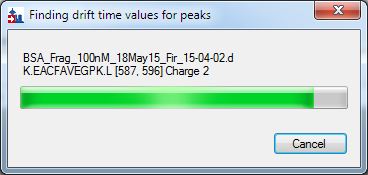 Finding drift time values for peaks
BSA_Frag_100nM_18May15_Fir_15-04-02.d
K.EACFAVEGPK.L [587, 596] Charge 2
Cancel